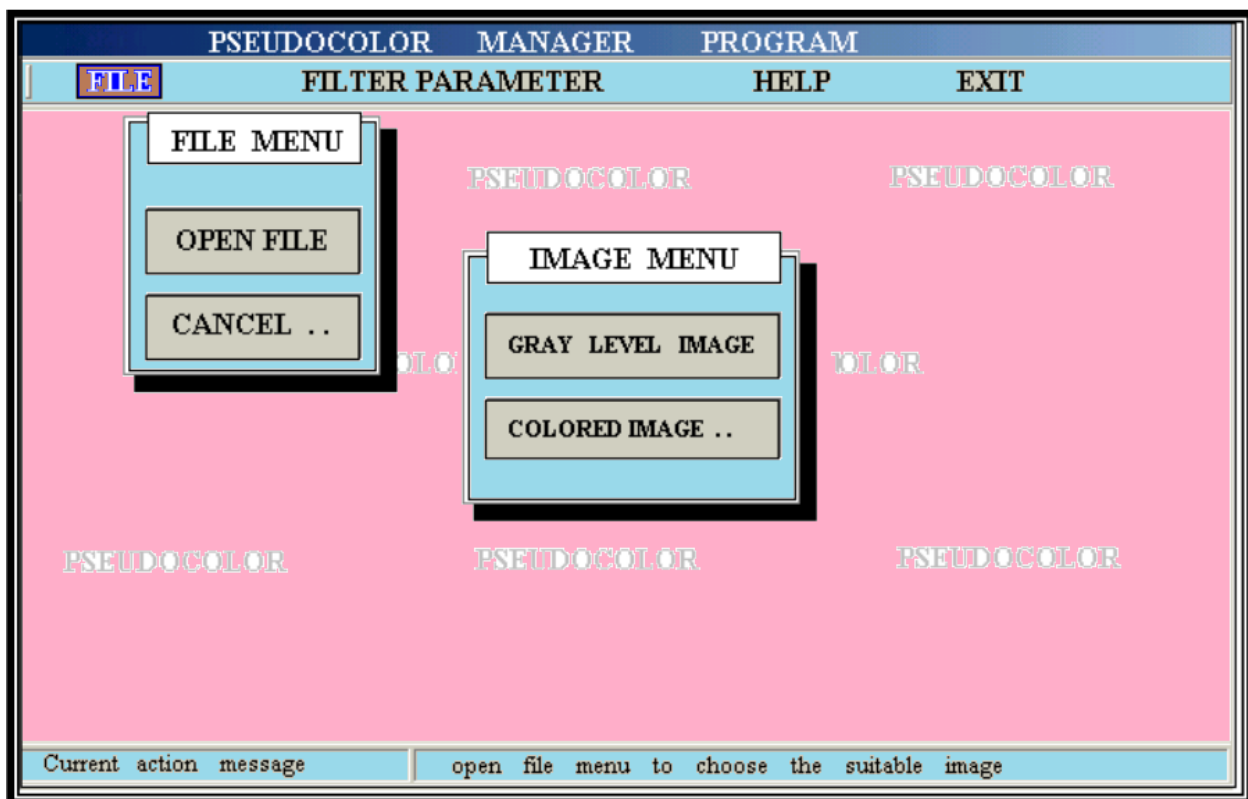 PSEUDOCOLOR MANAGER PROGRAM
FILE FILTER PARAMETER HELP EXIT
FILE MENU
OPEN FILE
CANCEL ..
PSEUDOCOLOR PSEUDOCOLOR
IMAGE MENU
GRAY LEVEL IMAGE
COLORED IMAGE ..
OLOR
PSEUDOCOLOR PSEUDOCOLOR PSEUDOCOLOR
Current action message open file menu to choose the suitable image